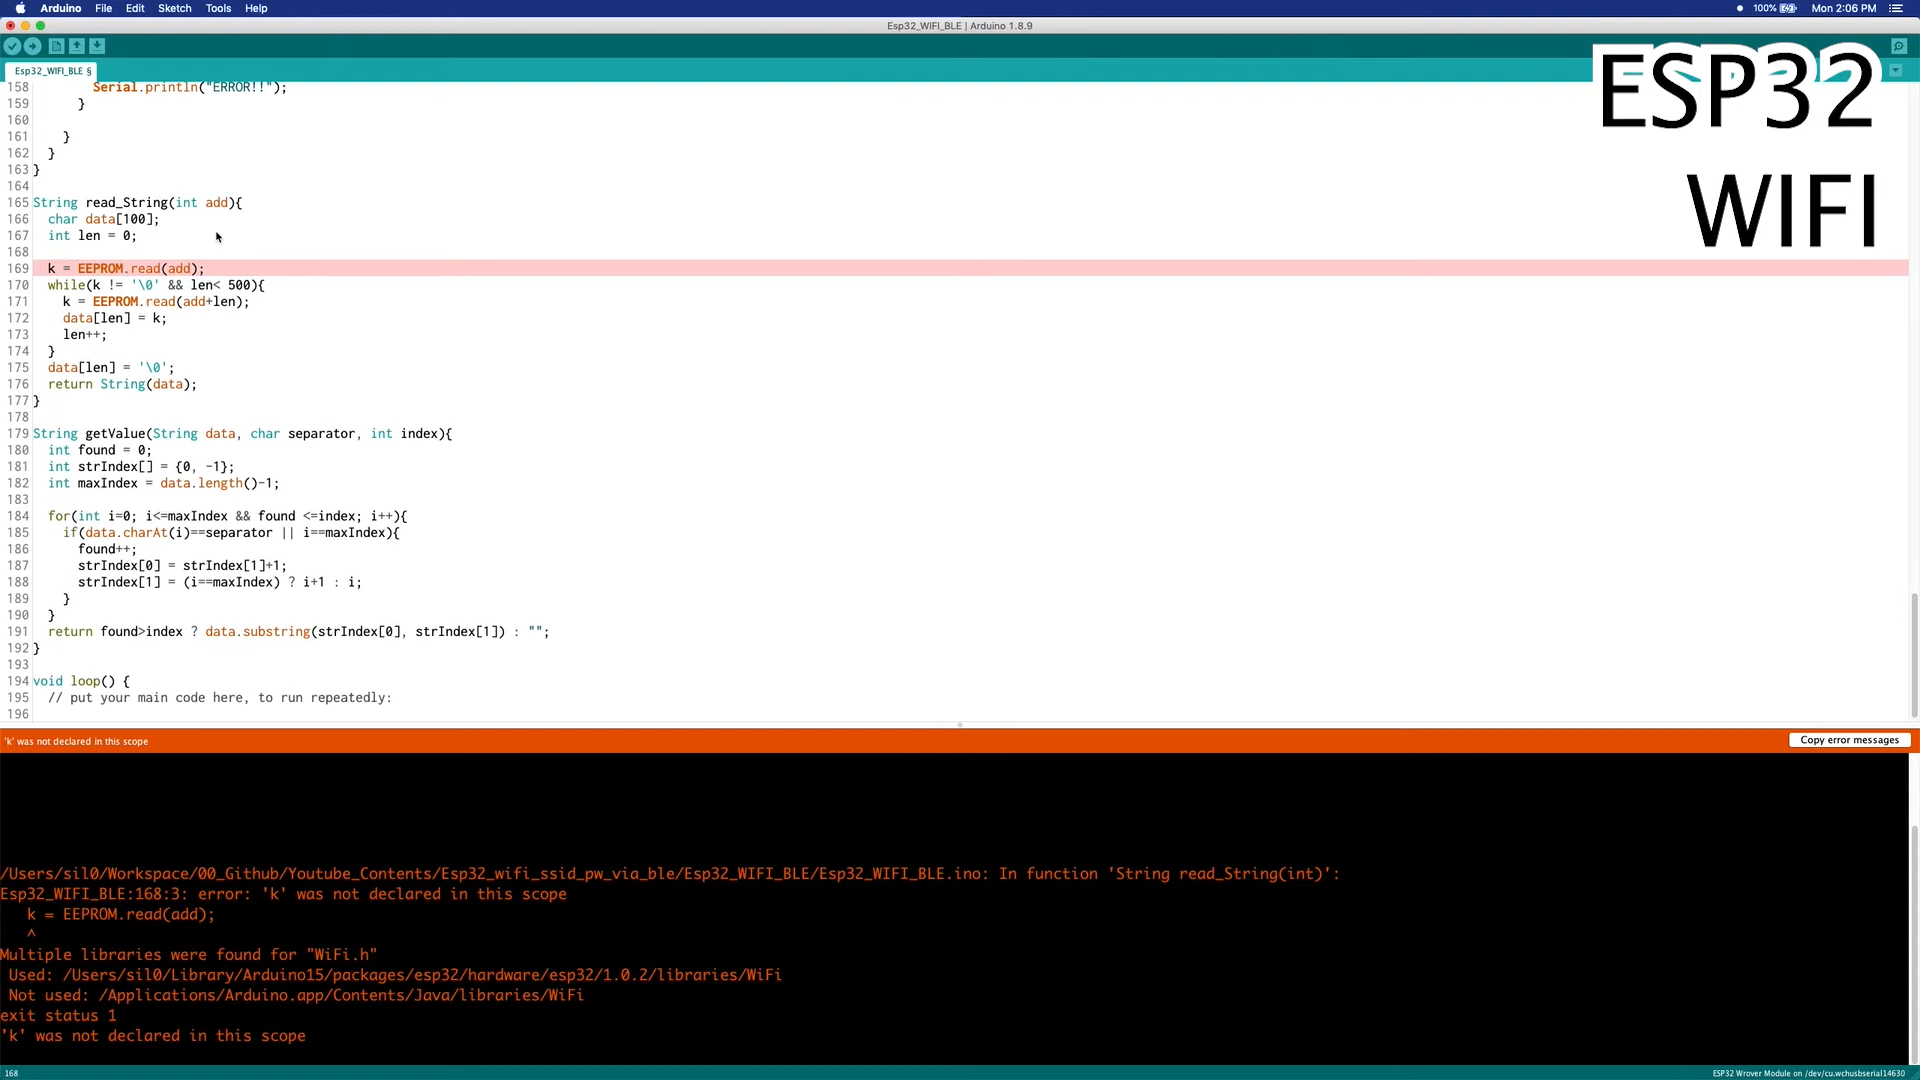 Arduino File Edit Sketch Tools Help
100% Mon 2:06 PM
Esp32_WIFI_BLE | Arduino 1.8.9
Esp32_WIFI_BLE §
ESP32
WIFI
158 Serial.println("ERROR!!");
159 }
160
161 }
162 }
163 }
164
165 String read_String(int add){
166 char data[100];
167 int len = 0;
168
169 k = EEPROM.read(add);
170 while(k != '\0' && len< 500){
171 k = EEPROM.read(add+len);
172 data[len] = k;
173 len++;
174 }
175 data[len] = '\0';
176 return String(data);
177 }
178
179 String getValue(String data, char separator, int index){
180 int found = 0;
181 int strIndex[] = {0, -1};
182 int maxIndex = data.length()-1;
183
184 for(int i=0; i<=maxIndex && found <=index; i++){
185 if(data.charAt(i)==separator || i==maxIndex){
186 found++;
187 strIndex[0] = strIndex[1]+1;
188 strIndex[1] = (i==maxIndex) ? i+1 : i;
189 }
190 }
191 return found>index ? data.substring(strIndex[0], strIndex[1]) : "";
192 }
193
194 void loop() {
195 // put your main code here, to run repeatedly:
196
'k' was not declared in this scope
Copy error messages
/Users/sil0/Workspace/00_Github/Youtube_Contents/Esp32_wifi_ssid_pw_via_ble/Esp32_WIFI_BLE/Esp32_WIFI_BLE.ino: In function 'String read_String(int)':
Esp32_WIFI_BLE:168:3: error: 'k' was not declared in this scope
k = EEPROM.read(add);
^
Multiple libraries were found for "WiFi.h"
Used: /Users/sil0/Library/Arduino15/packages/esp32/hardware/esp32/1.0.2/libraries/WiFi
Not used: /Applications/Arduino.app/Contents/Java/libraries/WiFi
exit status 1
'k' was not declared in this scope
168
ESP32 Wrover Module on /dev/cu.wchusbserial14630